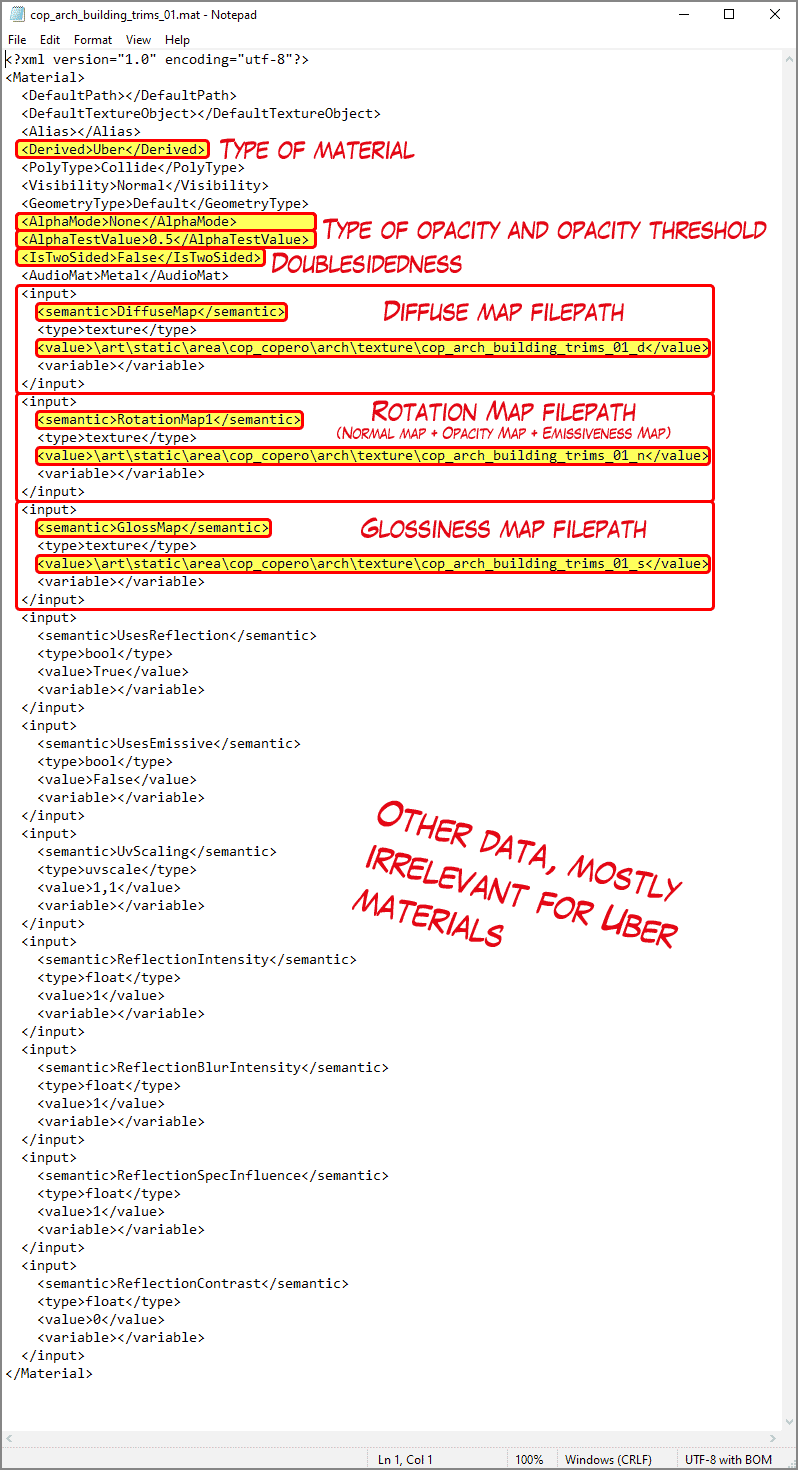 cop_arch_building_trims_01.mat - Notepad
File Edit Format View Help
<?xml version="1.0" encoding="utf-8"?>
<Material>
  <DefaultPath></DefaultPath>
  <DefaultTextureObject></DefaultTextureObject>
  <Alias></Alias>
  <Derived>Uber</Derived> Type of material
  <PolyType>Collide</PolyType>
  <Visibility>Normal</Visibility>
  <GeometryType>Default</GeometryType>
  <AlphaMode>None</AlphaMode>
Type of opacity and opacity threshold
  <AlphaTestValue>0.5</AlphaTestValue>
  <IsTwoSided>False</IsTwoSided> Doublesidedness
  <AudioMat>Metal</AudioMat>
  <input>
    <semantic>DiffuseMap</semantic> Diffuse map filepath
    <type>texture</type>
    <value>\art\static\area\cop_copero\arch\texture\cop_arch_building_trims_01_d</value>
    <variable></variable>
  </input>
  <input>
Rotation Map filepath
    <semantic>RotationMap1</semantic>
(Normal map + Opacity Map + Emissiveness Map)
    <type>texture</type>
    <value>\art\static\area\cop_copero\arch\texture\cop_arch_building_trims_01_n</value>
    <variable></variable>
  </input>
  <input>
    <semantic>GlossMap</semantic> Glossiness map filepath
    <type>texture</type>
    <value>\art\static\area\cop_copero\arch\texture\cop_arch_building_trims_01_s</value>
    <variable></variable>
  </input>
  <input>
    <semantic>UsesReflection</semantic>
    <type>bool</type>
    <value>True</value>
    <variable></variable>
  </input>
  <input>
    <semantic>UsesEmissive</semantic>
    <type>bool</type>
    <value>False</value>
    <variable></variable>
  </input>
  <input>
    <semantic>UvScaling</semantic>
    <type>uvscale</type>
    <value>1,1</value>
    <variable></variable>
  </input>
Other data, mostly
irrelevant for Uber
materials
  <input>
    <semantic>ReflectionIntensity</semantic>
    <type>float</type>
    <value>1</value>
    <variable></variable>
  </input>
  <input>
    <semantic>ReflectionBlurIntensity</semantic>
    <type>float</type>
    <value>1</value>
    <variable></variable>
  </input>
  <input>
    <semantic>ReflectionSpecInfluence</semantic>
    <type>float</type>
    <value>1</value>
    <variable></variable>
  </input>
  <input>
    <semantic>ReflectionContrast</semantic>
    <type>float</type>
    <value>0</value>
    <variable></variable>
  </input>
</Material>
Ln 1, Col 1 100% Windows (CRLF) UTF-8 with BOM